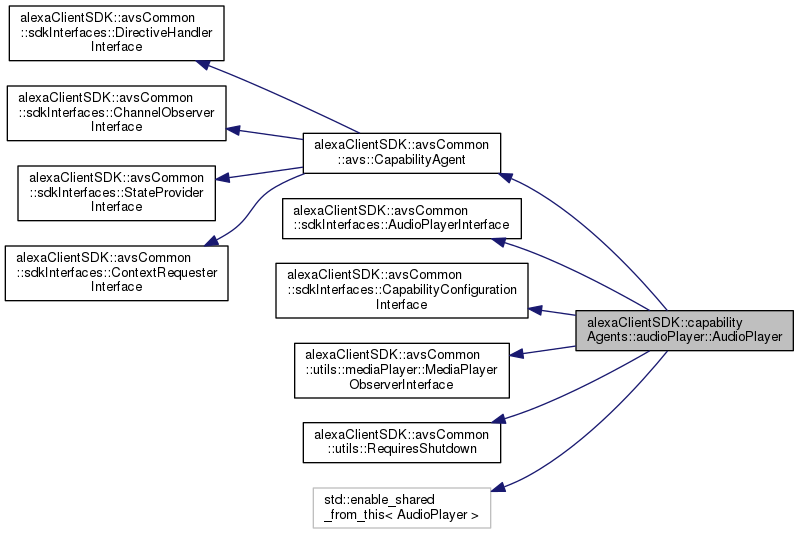 alexaClientSDK::avsCommon
::sdkInterfaces::DirectiveHandler
Interface
alexaClientSDK::avsCommon
::sdkInterfaces::ChannelObserver
Interface
alexaClientSDK::avsCommon
::sdkInterfaces::StateProvider
Interface
alexaClientSDK::avsCommon
::sdkInterfaces::ContextRequester
Interface
alexaClientSDK::avsCommon
::avs::CapabilityAgent
alexaClientSDK::avsCommon
::sdkInterfaces::AudioPlayerInterface
alexaClientSDK::avsCommon
::sdkInterfaces::CapabilityConfiguration
Interface
alexaClientSDK::avsCommon
::utils::mediaPlayer::MediaPlayer
ObserverInterface
alexaClientSDK::avsCommon
::utils::RequiresShutdown
std::enable_shared
_from_this< AudioPlayer >
alexaClientSDK::capability
Agents::audioPlayer::AudioPlayer